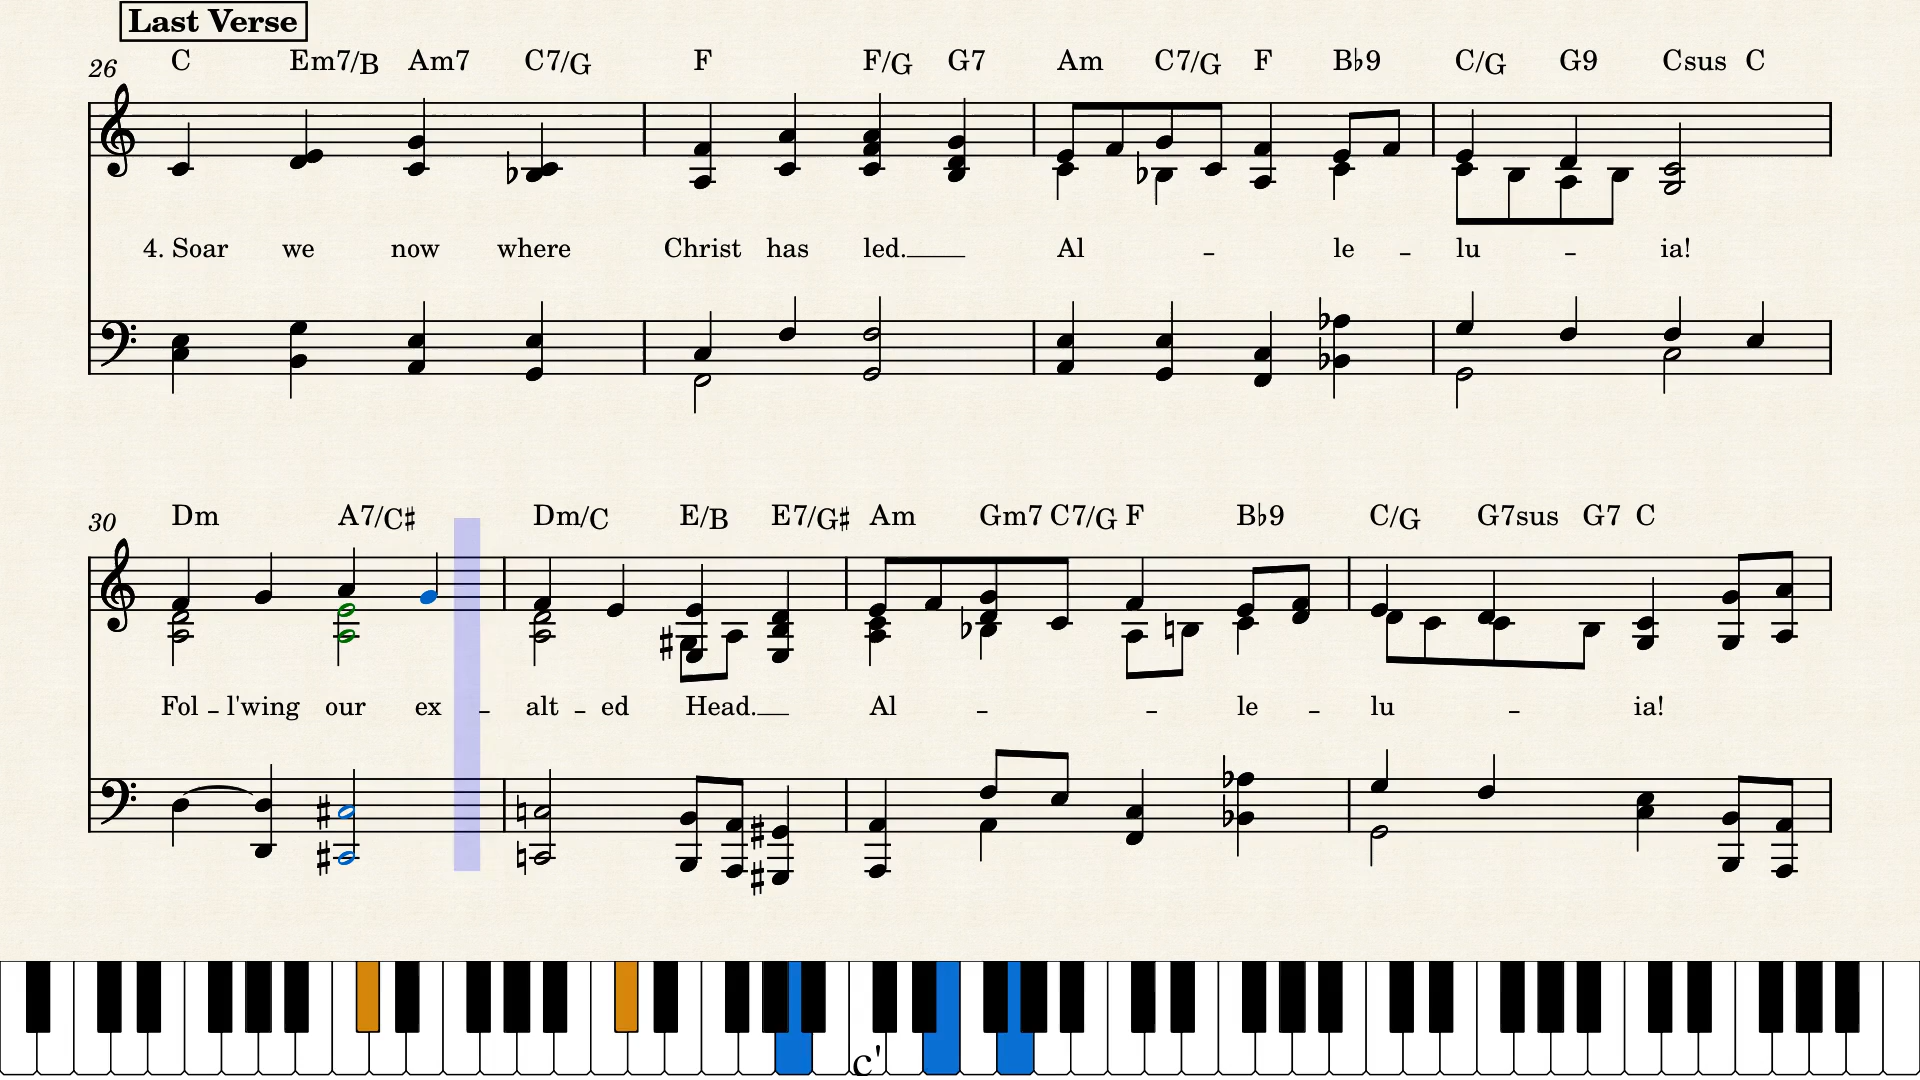 Last Verse
26 C Em7/B Am7 C7/G F F/G G7 Am C7/G F B♭9 C/G G9 Csus C
4. Soar we now where Christ has led. Al - le - lu - ia!
30 Dm A7/C♯ Dm/C E/B E7/G♯ Am Gm7 C7/G F B♭9 C/G G7sus G7 C
Fol - l'wing our ex - alt - ed Head. Al - - le - lu - ia!
c'